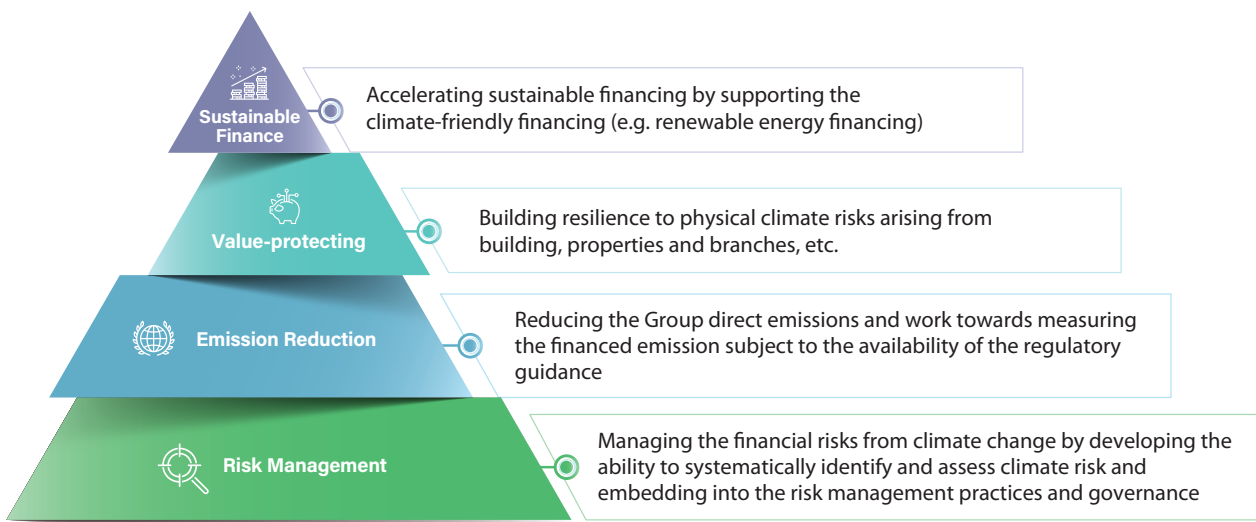 Sustainable
Finance
Accelerating sustainable financing by supporting the
climate-friendly financing (e.g. renewable energy financing)
Value-protecting
Building resilience to physical climate risks arising from
building, properties and branches, etc.
Emission Reduction
Reducing the Group direct emissions and work towards measuring
the financed emission subject to the availability of the regulatory
guidance
Risk Management
Managing the financial risks from climate change by developing the
ability to systematically identify and assess climate risk and
embedding into the risk management practices and governance